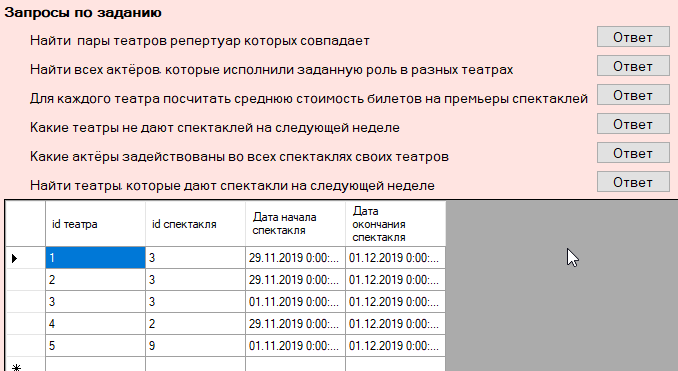 Запросы по заданию
Найти пары театров репертуар которых совпадает
Ответ
Найти всех актёров, которые исполнили заданную роль в разных театрах
Ответ
Для каждого театра посчитать среднюю стоимость билетов на премьеры спектаклей
Ответ
Какие театры не дают спектаклей на следующей неделе
Ответ
Какие актёры задействованы во всех спектаклях своих театров
Ответ
Найти театры, которые дают спектакли на следующей неделе
Ответ
id театра
id спектакля
Дата начала
спектакля
Дата
окончания
спектакля
1 3 29.11.2019 0:00:... 01.12.2019 0:00:...
2 3 29.11.2019 0:00:... 01.12.2019 0:00:...
3 3 01.11.2019 0:00:... 01.12.2019 0:00:...
4 2 29.11.2019 0:00:... 01.12.2019 0:00:...
5 9 01.11.2019 0:00:... 01.12.2019 0:00:...